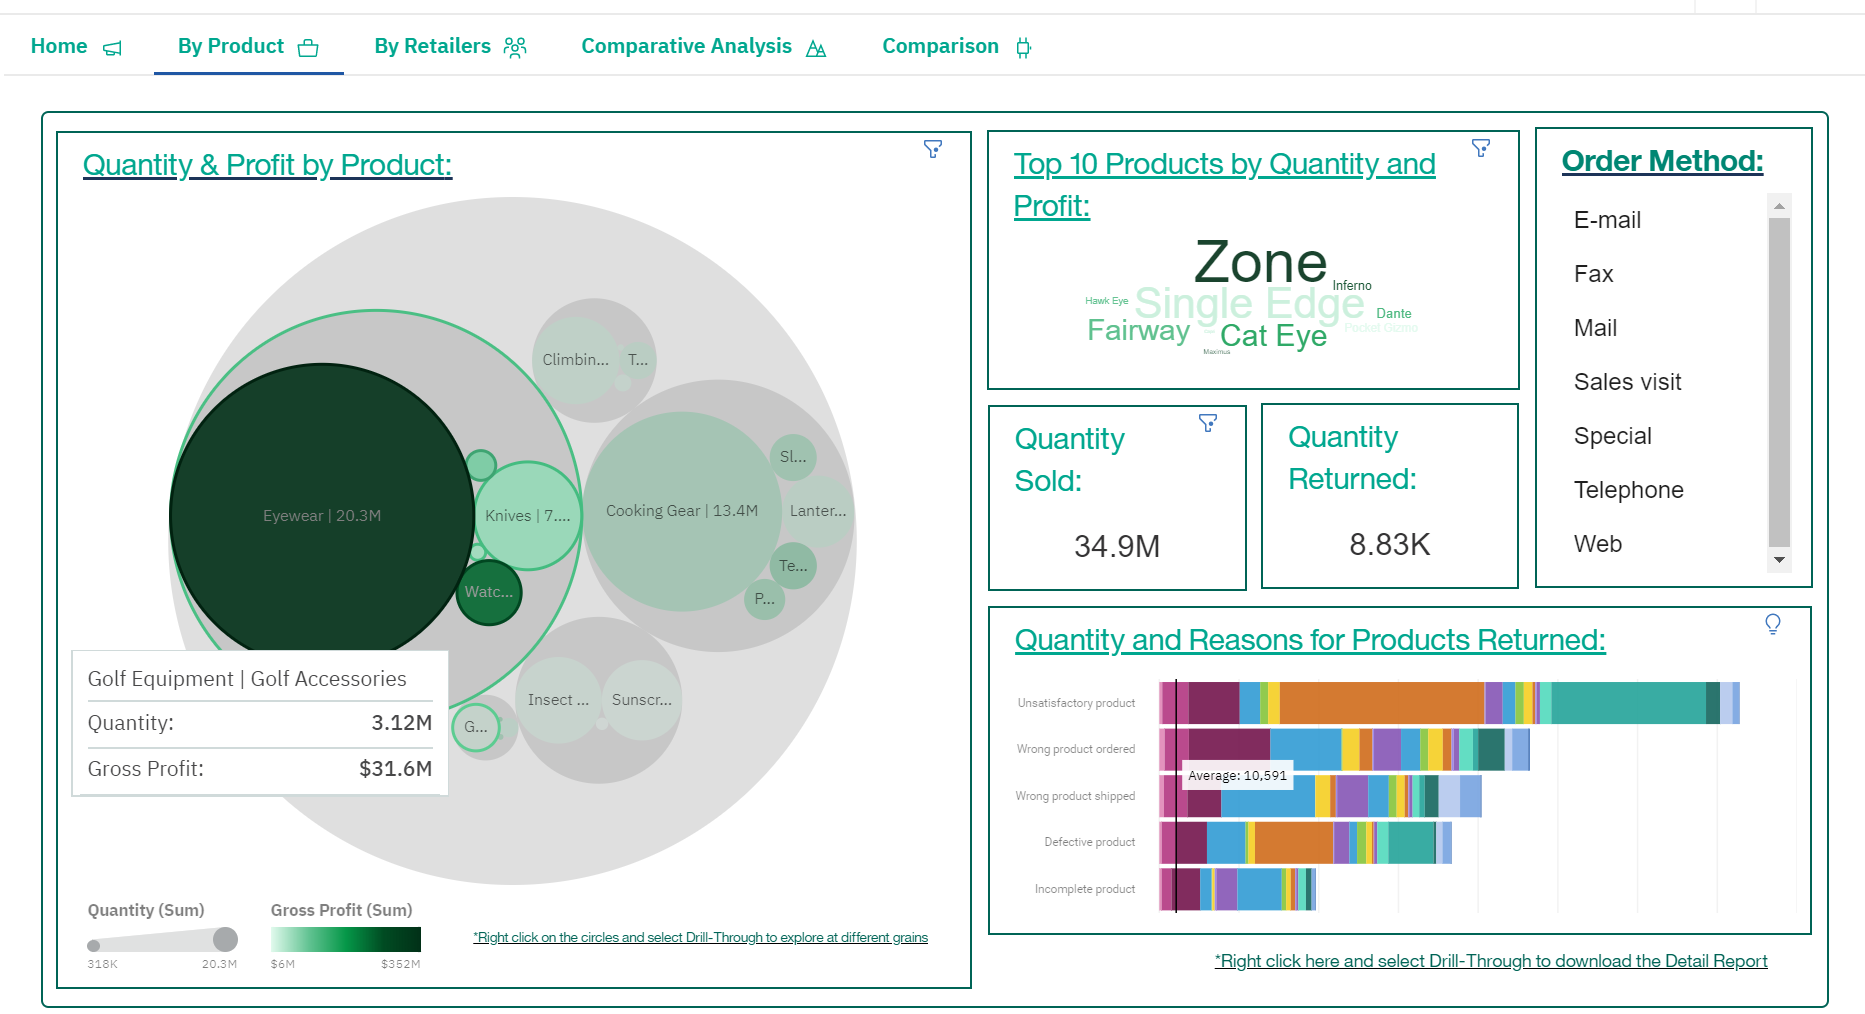 Home
By Product
By Retailers
Comparative Analysis
Comparison
Quantity & Profit by Product:
Climbin...
T...
Eyewear | 20.3M
Knives | 7....
Watc...
Cooking Gear | 13.4M
Sl...
Lanter...
Te...
P...
Insect ...
Sunscr...
G...
Golf Equipment | Golf Accessories
Quantity: 3.12M
Gross Profit: $31.6M
Quantity (Sum)
318K 20.3M
Gross Profit (Sum)
$6M $352M
*Right click on the circles and select Drill-Through to explore at different grains
Top 10 Products by Quantity and
Profit:
Zone
Inferno
Hawk Eye
Single Edge
Dante
Fairway
Cat Eye
Pocket Gizmo
Maximus
Order Method:
E-mail
Fax
Mail
Sales visit
Special
Telephone
Web
Quantity
Sold:
34.9M
Quantity
Returned:
8.83K
Quantity and Reasons for Products Returned:
Unsatisfactory product
Wrong product ordered
Average: 10,591
Wrong product shipped
Defective product
Incomplete product
*Right click here and select Drill-Through to download the Detail Report